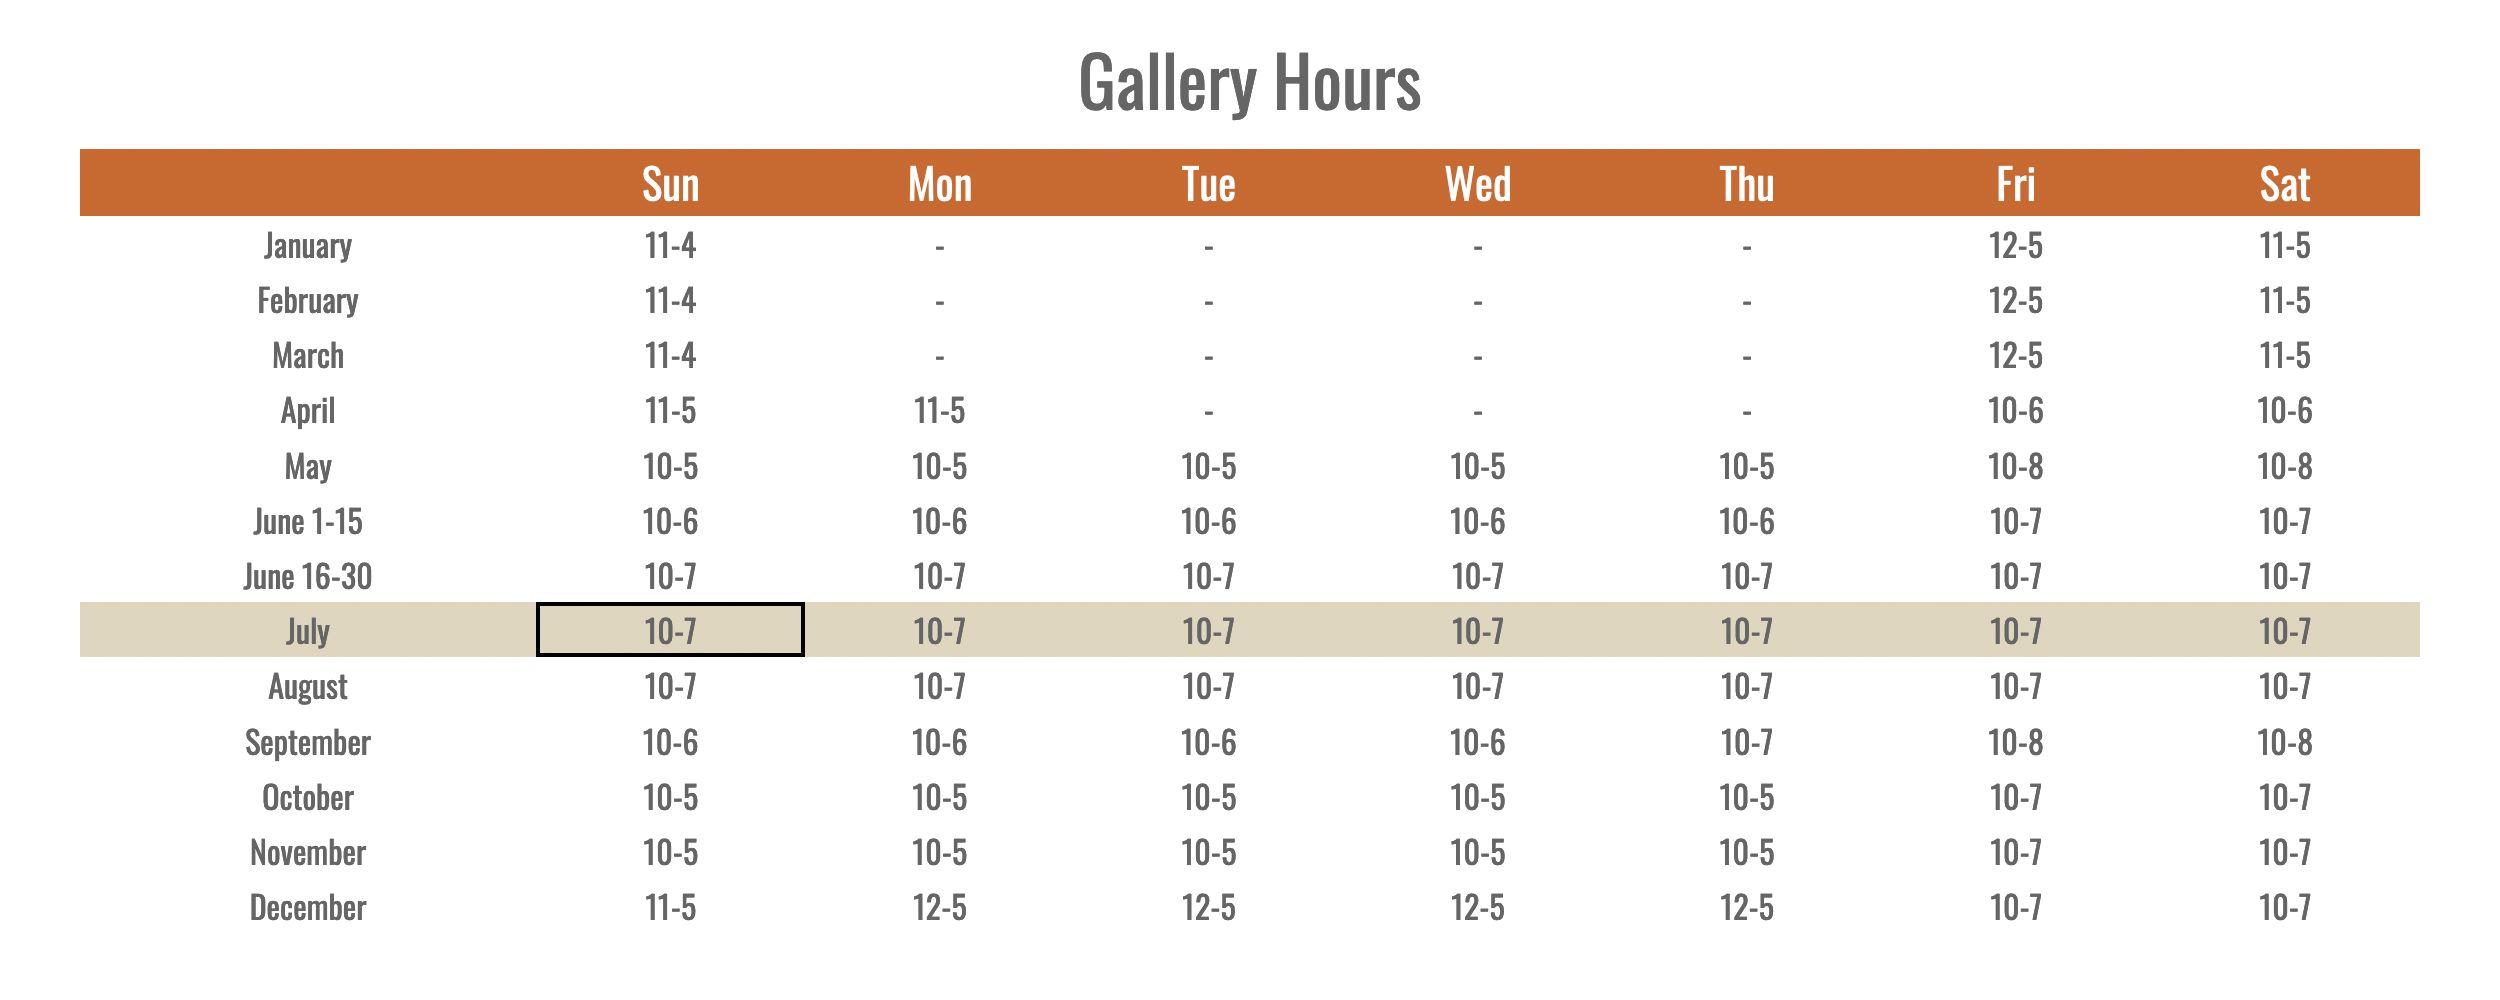 Gallery Hours
Sun Mon Tue Wed Thu Fri Sat
January 11-4 - - - - 12-5 11-5
February 11-4 - - - - 12-5 11-5
March 11-4 - - - - 12-5 11-5
April 11-5 11-5 - - - 10-6 10-6
May 10-5 10-5 10-5 10-5 10-5 10-8 10-8
June 1-15 10-6 10-6 10-6 10-6 10-6 10-7 10-7
June 16-30 10-7 10-7 10-7 10-7 10-7 10-7 10-7
July 10-7 10-7 10-7 10-7 10-7 10-7 10-7
August 10-7 10-7 10-7 10-7 10-7 10-7 10-7
September 10-6 10-6 10-6 10-6 10-7 10-8 10-8
October 10-5 10-5 10-5 10-5 10-5 10-7 10-7
November 10-5 10-5 10-5 10-5 10-5 10-7 10-7
December 11-5 12-5 12-5 12-5 12-5 10-7 10-7